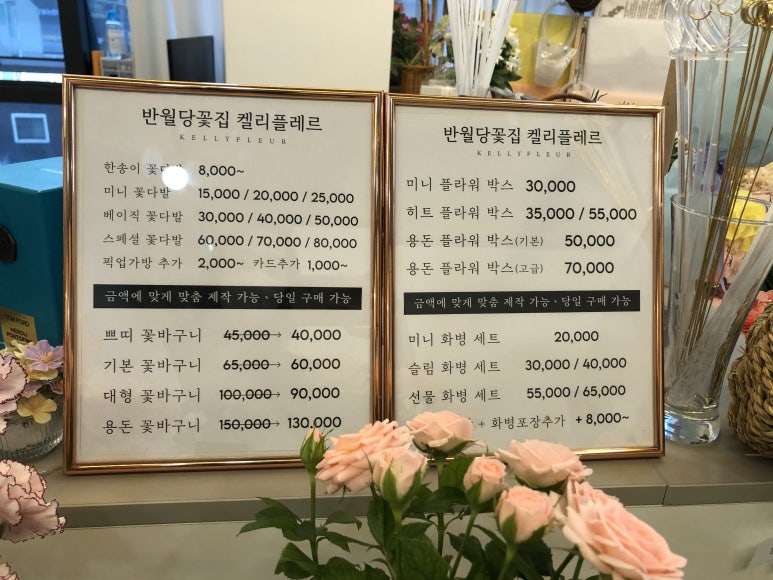 반월당꽃집 켈리플레르
KELLYFLEUR
한송이 꽃다발 8,000~
미니 꽃다발 15,000 / 20,000 / 25,000
베이직 꽃다발 30,000 / 40,000 / 50,000
스페셜 꽃다발 60,000 / 70,000 / 80,000
픽업가방 추가 2,000~ 카드추가 1,000~
금액에 맞게 맞춤 제작 가능 · 당일 구매 가능
쁘띠 꽃바구니 45,000→ 40,000
기본 꽃바구니 65,000→ 60,000
대형 꽃바구니 100,000→ 90,000
용돈 꽃바구니 150,000→ 130,000
반월당꽃집 켈리플레르
KELLYFLEUR
미니 플라워 박스 30,000
히트 플라워 박스 35,000 / 55,000
용돈 플라워 박스(기본) 50,000
용돈 플라워 박스(고급) 70,000
금액에 맞게 맞춤 제작 가능 · 당일 구매 가능
미니 화병 세트 20,000
슬림 화병 세트 30,000 / 40,000
선물 화병 세트 55,000 / 65,000
+ 화병포장추가 +8,000~
TOM FORD
NEROLI